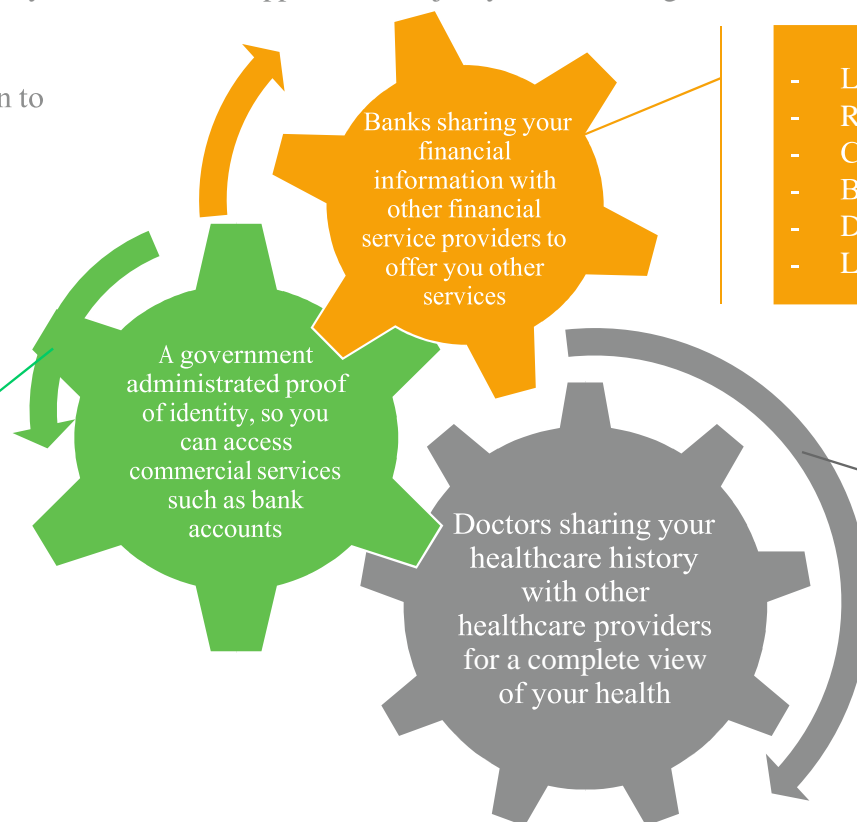 n to
Banks sharing your
financial
information with
other financial
service providers to
offer you other
services
- L
- R
- C
- B
- D
- L
A government
administrated proof
of identity, so you
can access
commercial services
such as bank
accounts
Doctors sharing your
healthcare history
with other
healthcare providers
for a complete view
of your health